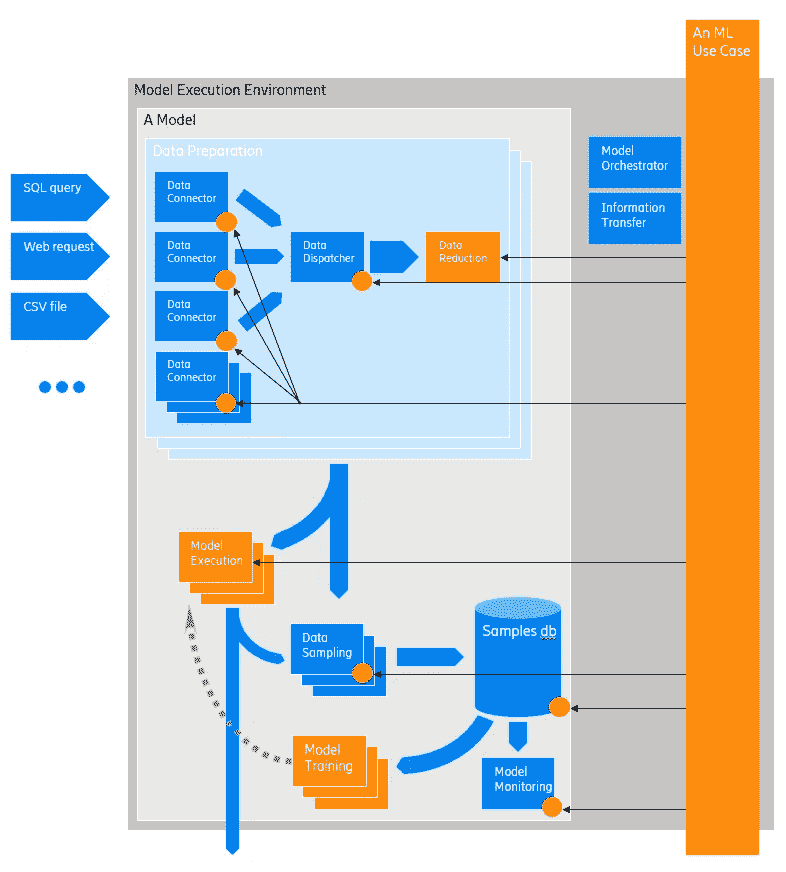 An ML
Use Case
Model Execution Environment
A Model
Data Preparation
SQL query
Web request
CSV file
Data
Connector
Data
Connector
Data
Connector
Data
Connector
Data
Dispatcher
Data
Reduction
Model
Orchestrator
Information
Transfer
Model
Execution
Data
Sampling
Samples db
Model
Training
Model
Monitoring